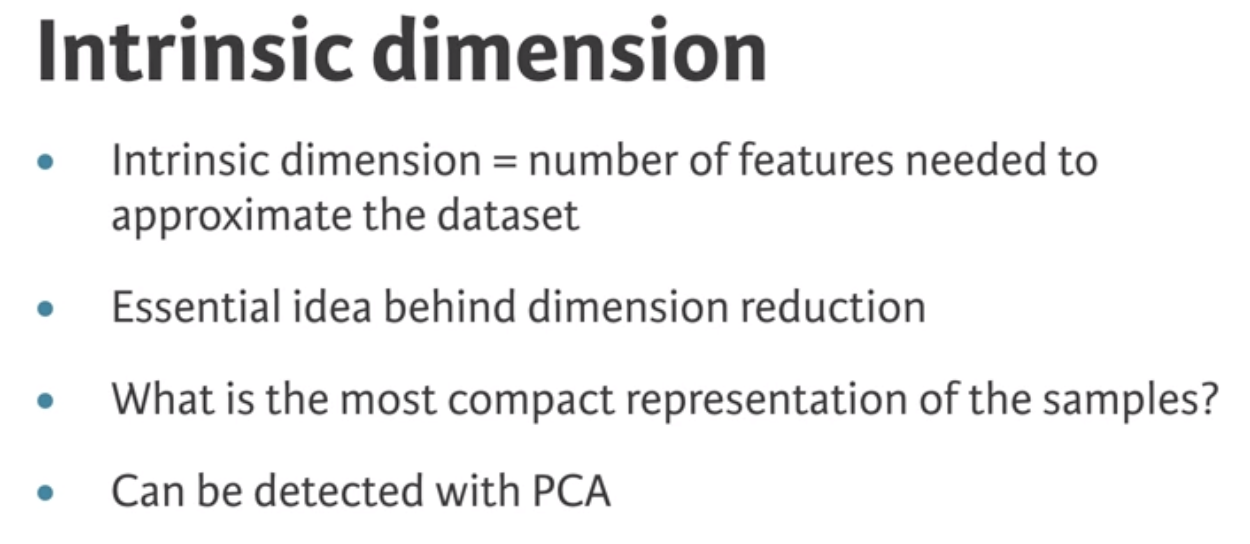 Intrinsic dimension
• Intrinsic dimension = number of features needed to
approximate the dataset
• Essential idea behind dimension reduction
• What is the most compact representation of the samples?
• Can be detected with PCA